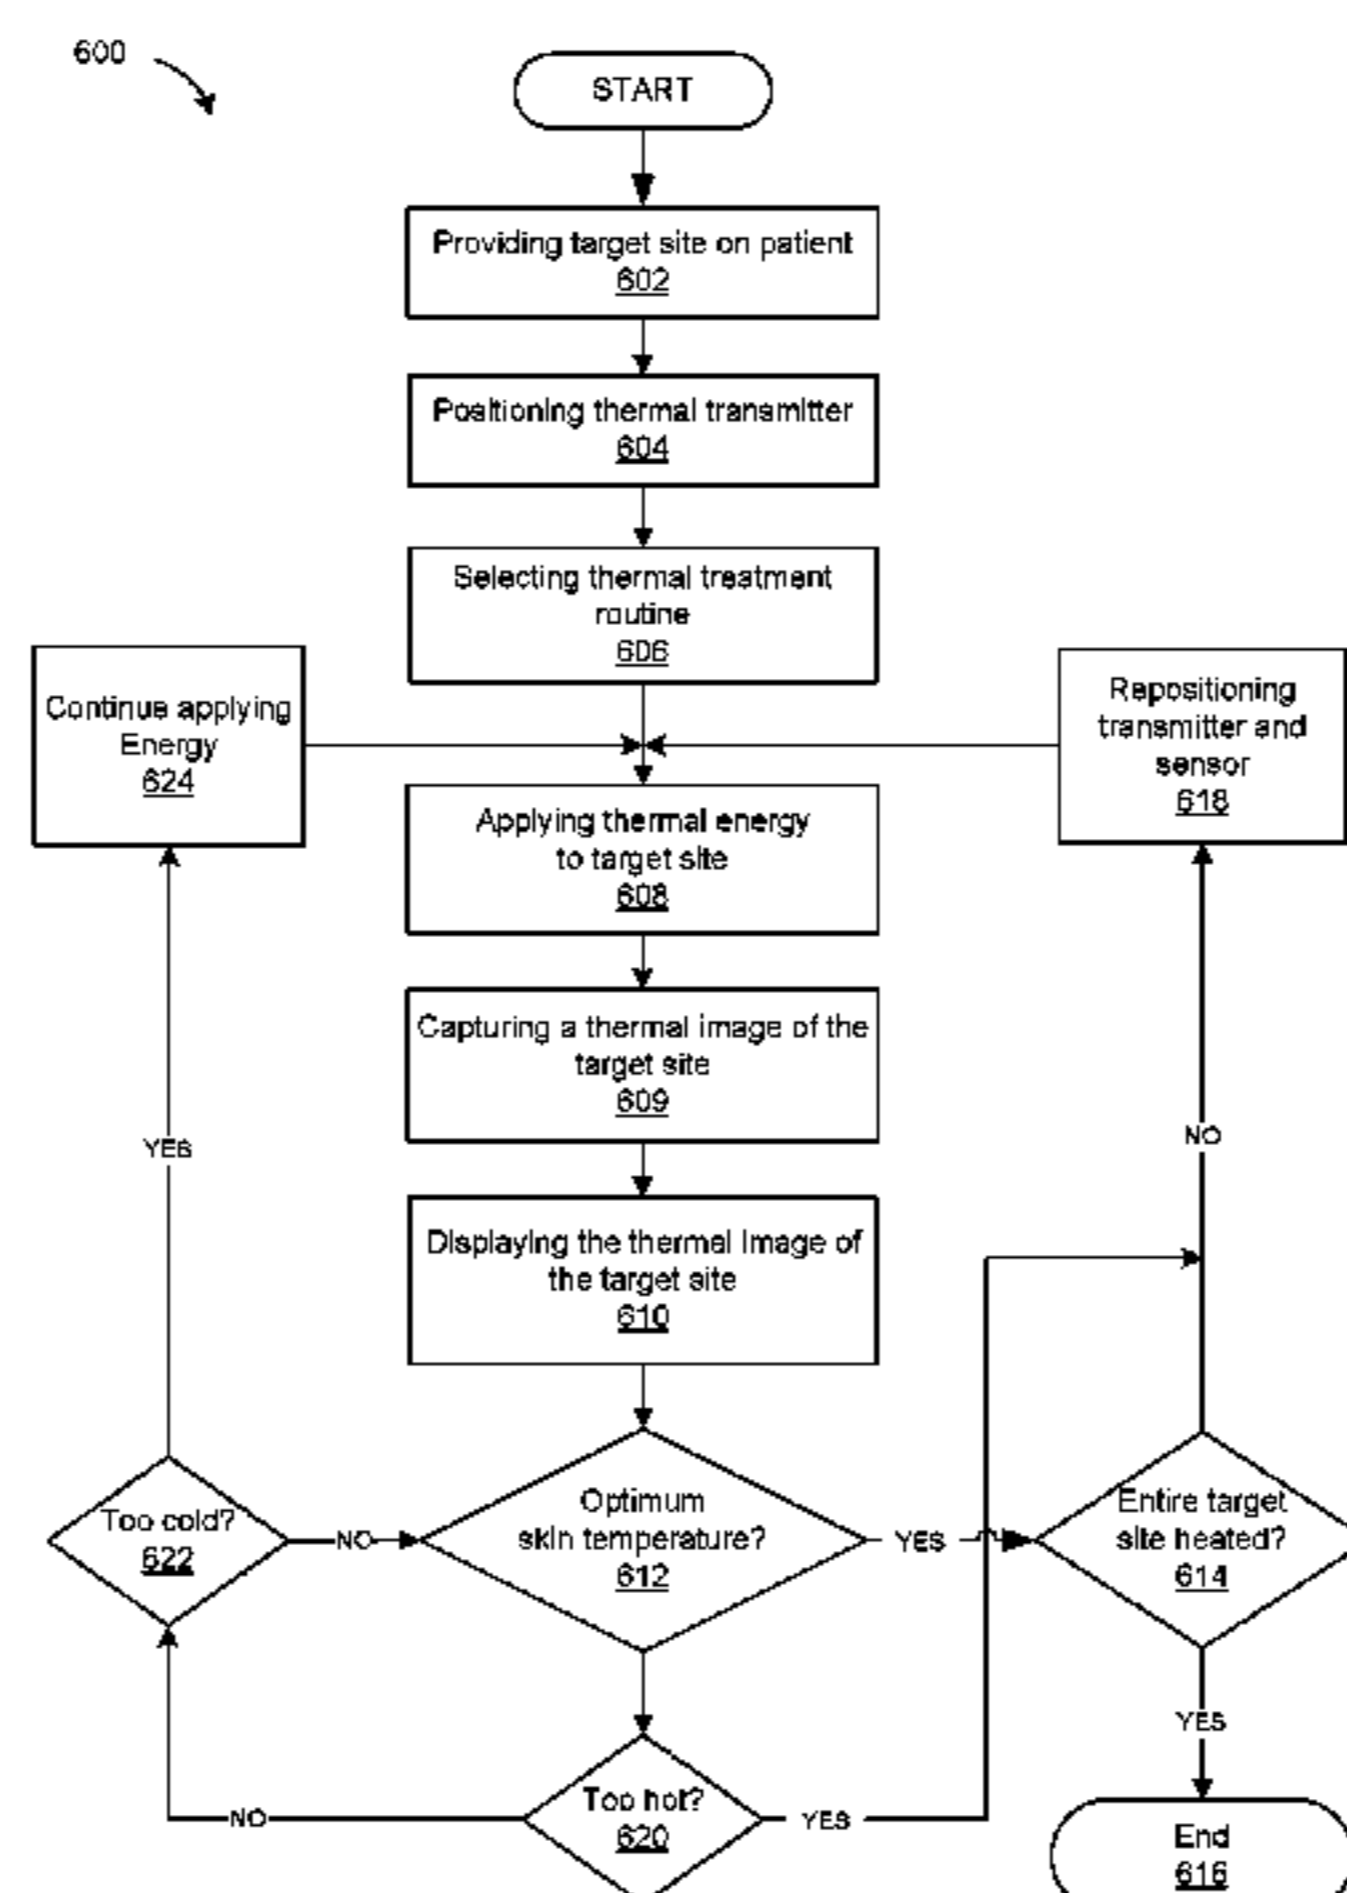 600
START
Providing target site on patient
602
Positioning thermal transmitter
604
Selecting thermal treatment
routine
606
Continue applying
Energy
624
Repositioning
transmitter and
sensor
618
Applying thermal energy
to target site
608
Capturing a thermal image of the
target site
609
YES
NO
Displaying the thermal image of
the target site
610
Too cold?
622
NO
Optimum
skin temperature?
612
YES
Entire target
site heated?
614
YES
NO
Too hot?
620
YES
End
616